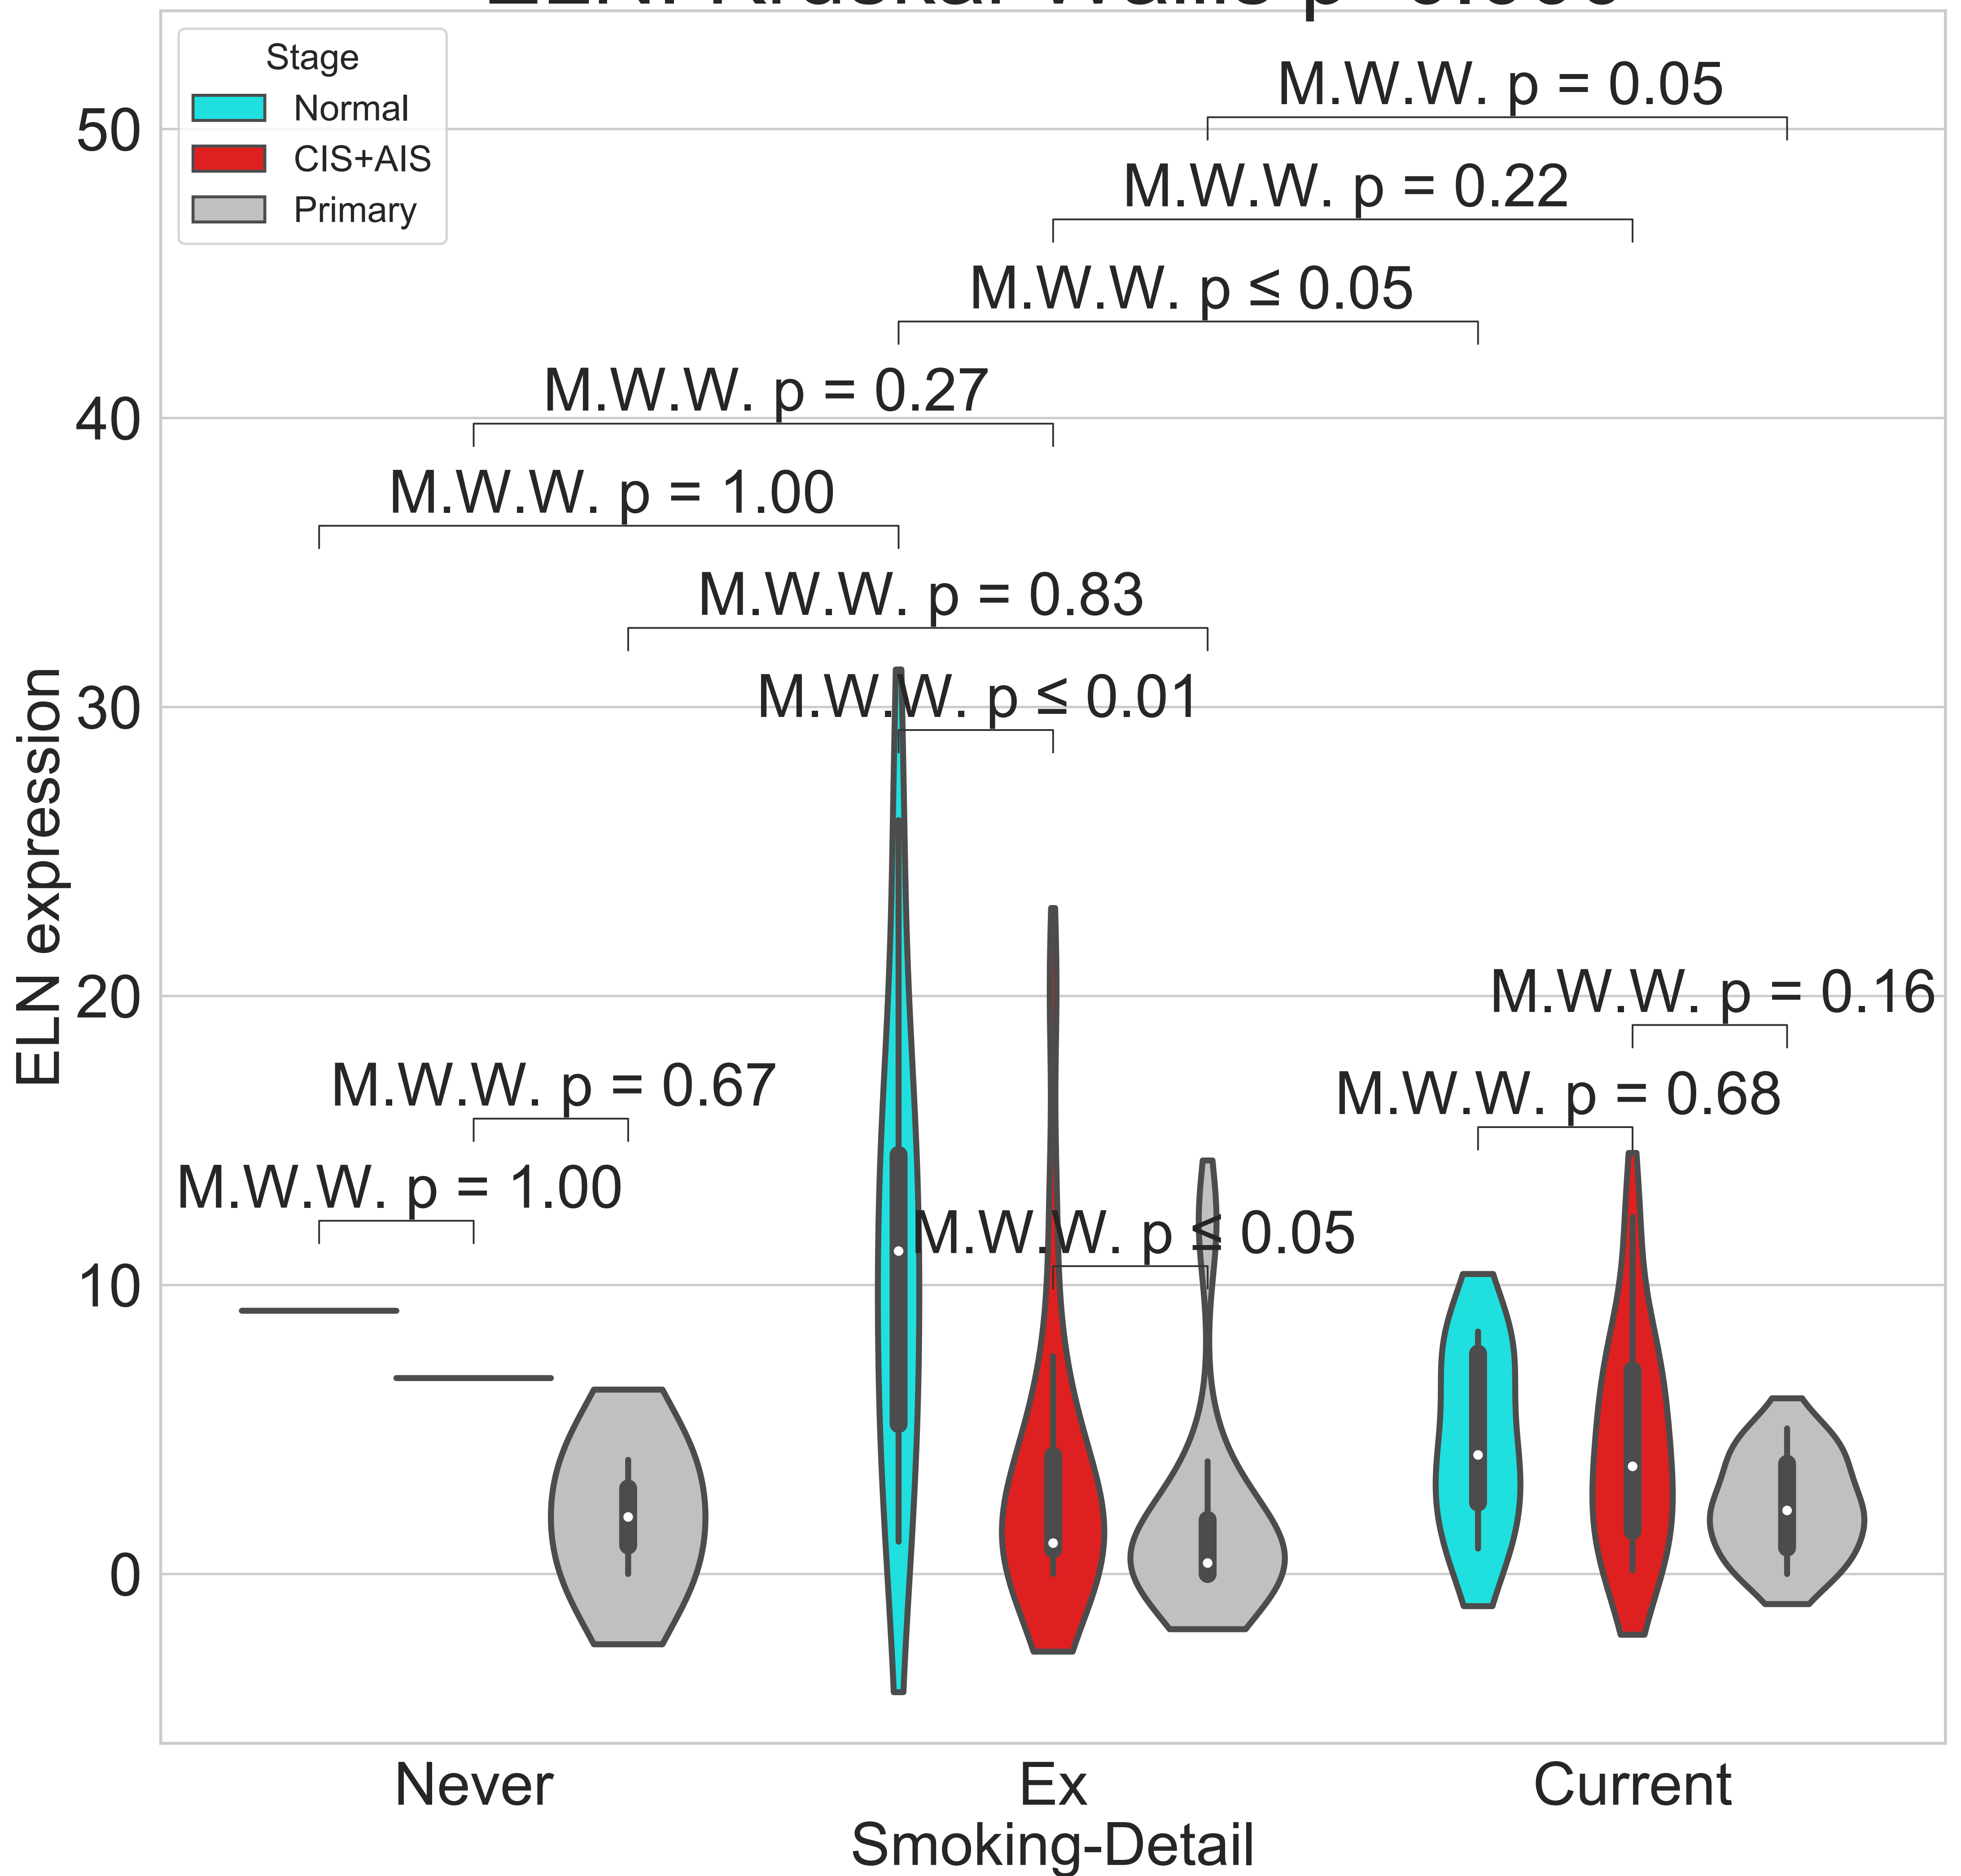 Stage
Normal
CIS+AIS
Primary
M.W.W. p = 0.05
M.W.W. p = 0.22
M.W.W. p ≤ 0.05
M.W.W. p = 0.27
M.W.W. p = 1.00
M.W.W. p = 0.83
M.W.W. p ≤ 0.01
M.W.W. p = 0.16
M.W.W. p = 0.68
M.W.W. p = 0.67
M.W.W. p = 1.00
M.W.W. p ≤ 0.05
50
40
30
20
10
0
ELN expression
Never
Ex
Current
Smoking-Detail